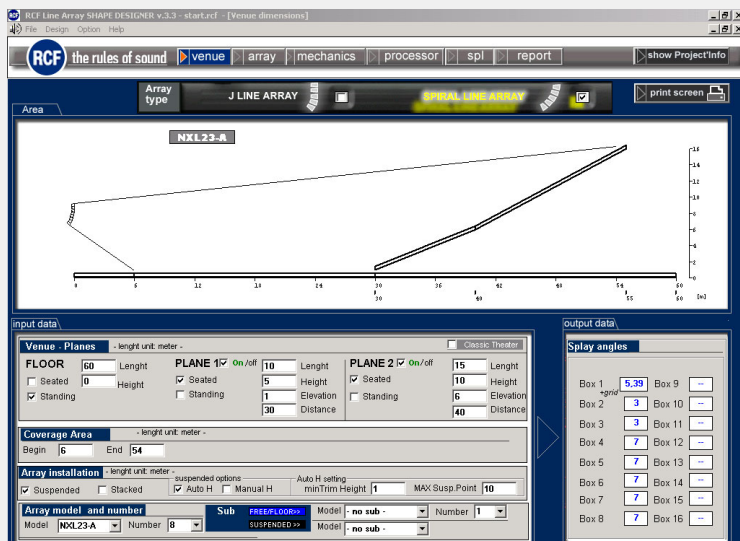 RCF Line Array SHAPE DESIGNER v.3.3 - start.rcf - [Venue dimensions]
File Design Option Help
RCF the rules of sound venue array mechanics processor spl report show Project'Info
Array type J LINE ARRAY SPIRAL LINE ARRAY print screen
Area
NXL23-A
16
14
12
10
8
6
4
2
0
0 6 12 18 24 30 36 42 48 54 60
30 40 55 60 [m]
input data
output data
Venue - Planes - lenght unit: meter - Classic Theater
FLOOR 60 Lenght PLANE 1 On/off 10 Lenght PLANE 2 On/off 15 Lenght
Seated 0 Height Seated 5 Height Seated 10 Height
Standing Standing 1 Elevation Standing 6 Elevation
30 Distance 40 Distance
Coverage Area - lenght unit: meter -
Begin 6 End 54
Array installation - lenght unit: meter - suspended options Auto H setting
Suspended Stacked Auto H Manual H minTrim Height 1 MAX Susp.Point 10
Array model and number Sub FREE/FLOOR>> Model - no sub - Number 1
Model NXL23-A Number 8 SUSPENDED >> Model - no sub -
Splay angles
Box 1 5,39 Box 9 --
+grid
Box 2 3 Box 10 --
Box 3 3 Box 11 --
Box 4 7 Box 12 --
Box 5 7 Box 13 --
Box 6 7 Box 14 --
Box 7 7 Box 15 --
Box 8 7 Box 16 --